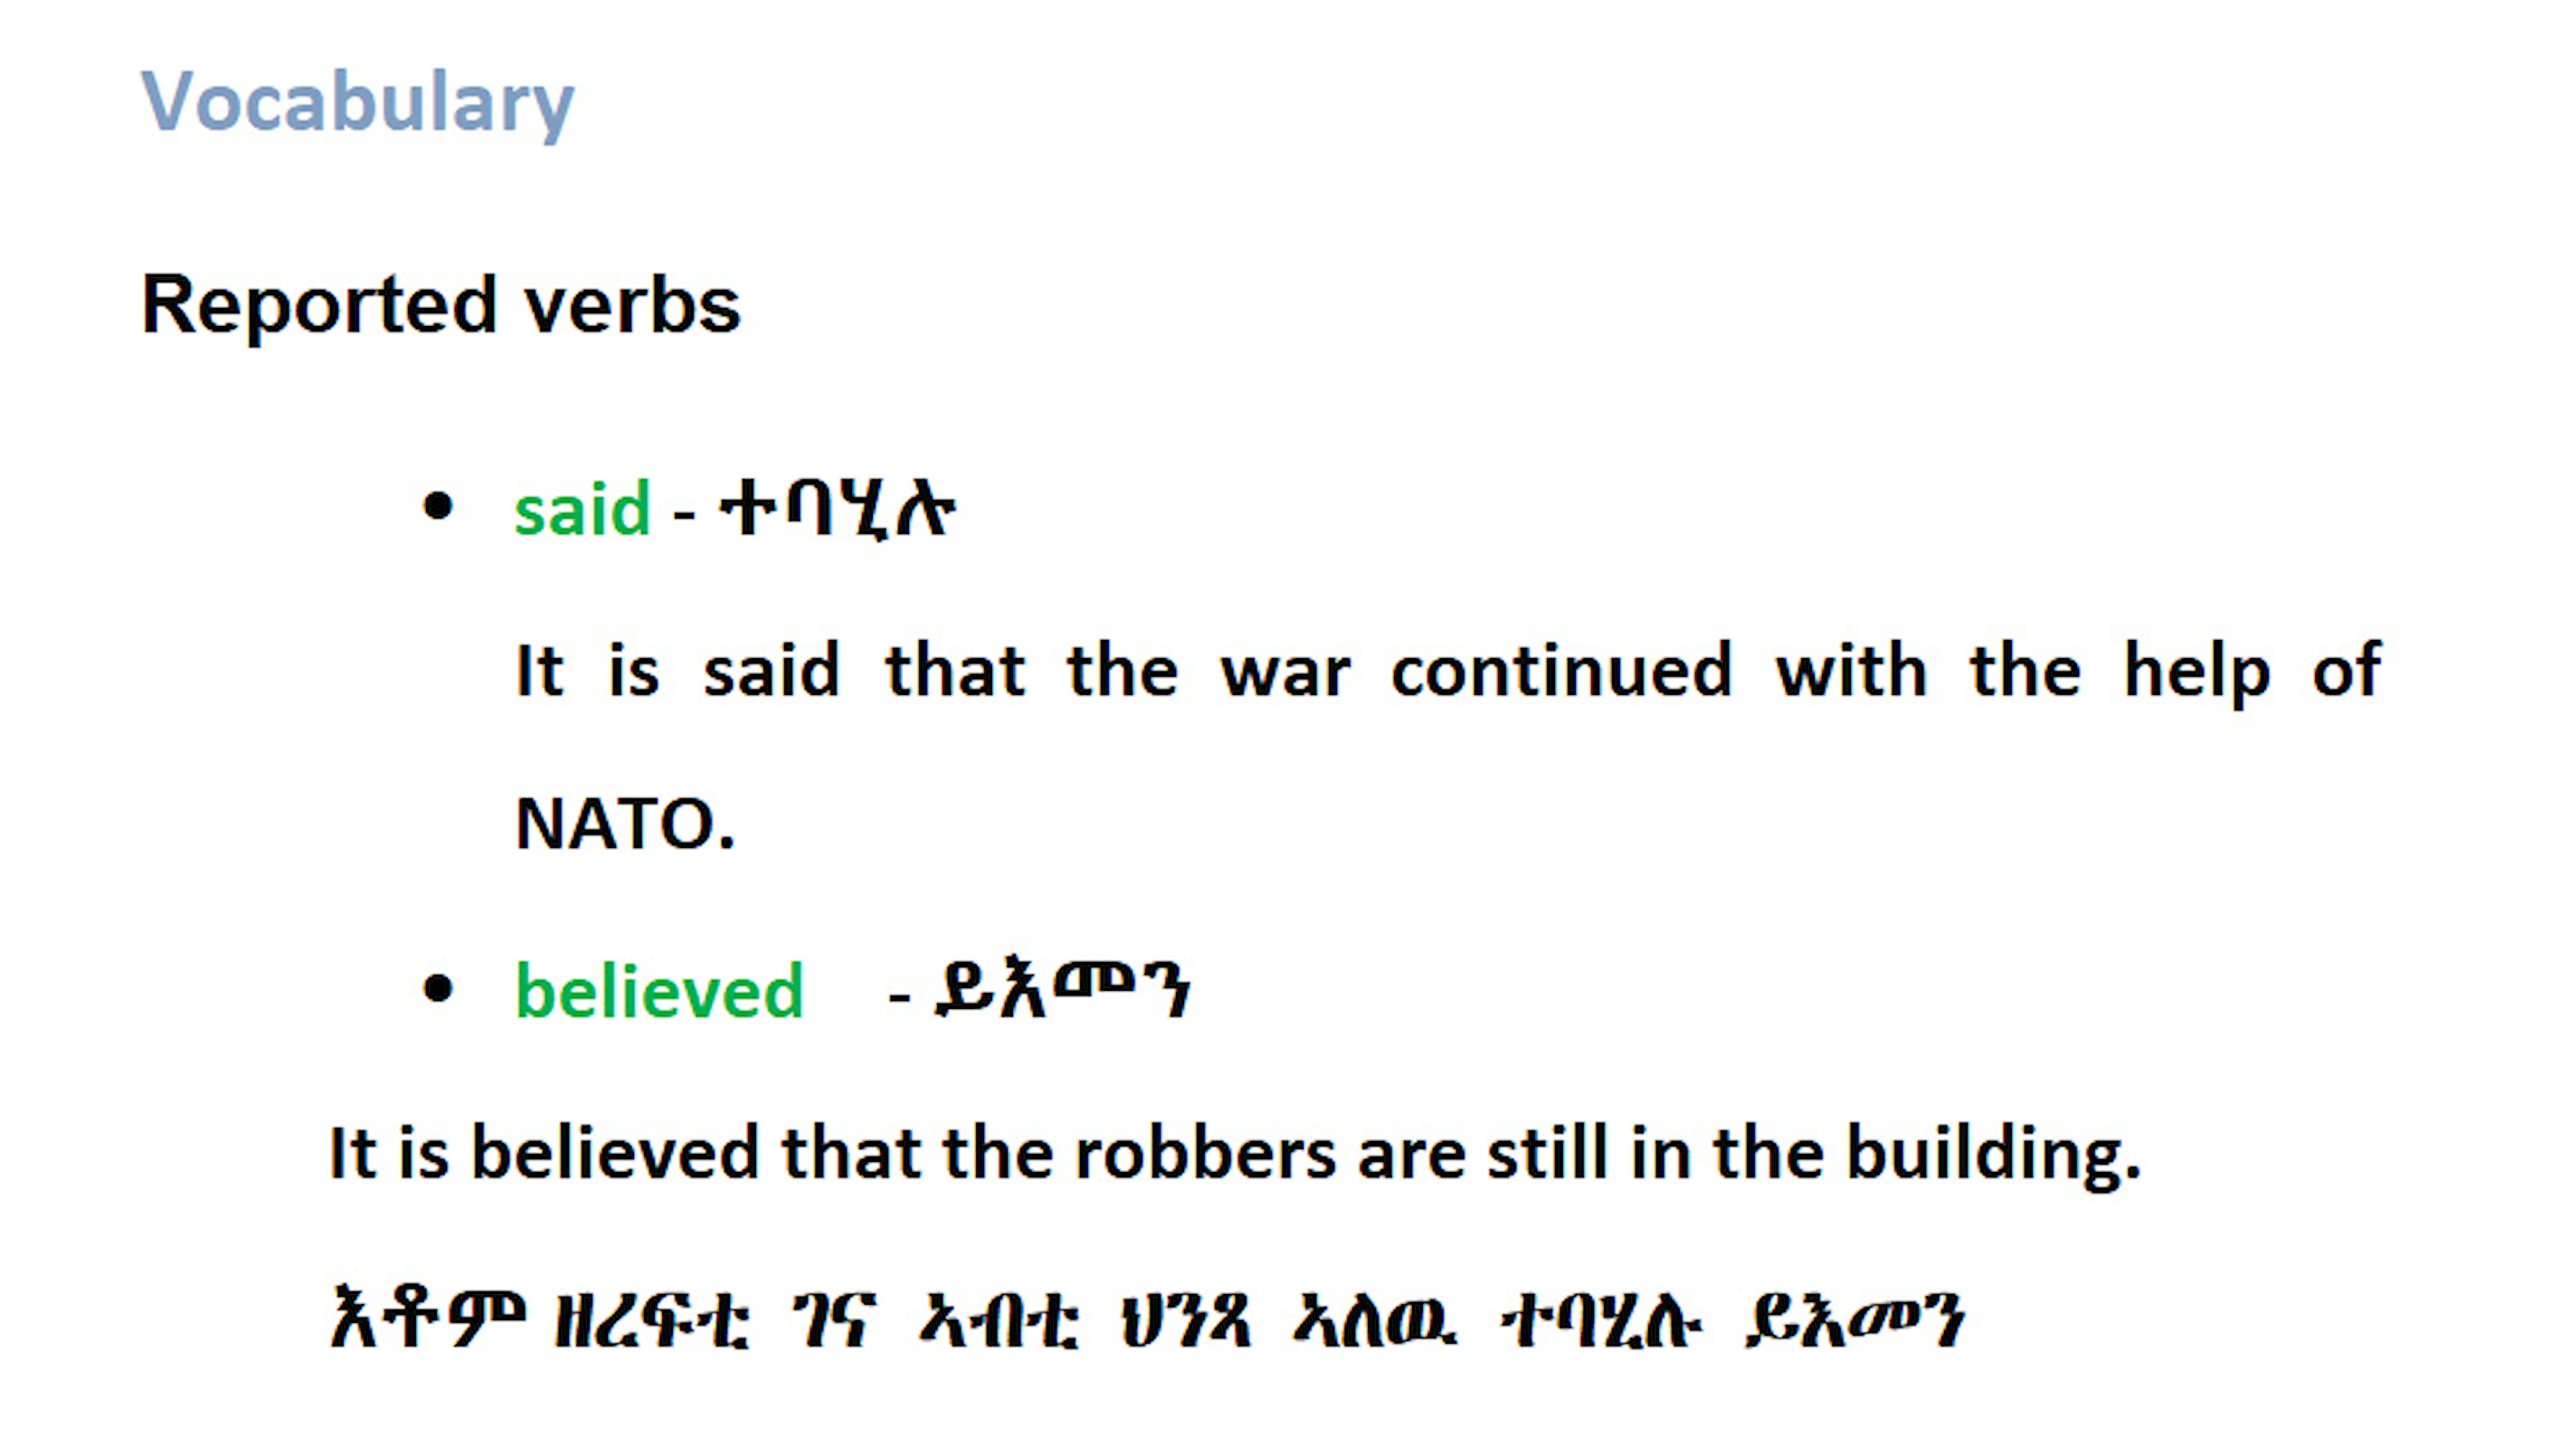 Vocabulary
Reported verbs
• said - ተባሂሉ
It is said that the war continued with the help of
NATO.
• believed - ይእመን
It is believed that the robbers are still in the building.
እቶም ዘረፍቲ ገና ኣብቲ ህንጻ ኣለዉ ተባሂሉ ይእመን